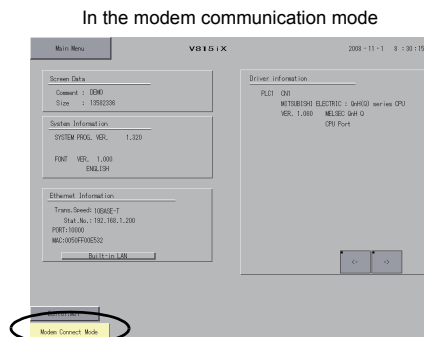 In the modem communication mode
Main Menu
V815iX
2008 - 11 - 1 8 : 30 : 15
Screen Data
Comment : DEMO
Size : 13582336
System Information
SYSTEM PROG. VER. 1.320
FONT VER. 1.000
ENGLISH
Ethernet Information
Trans.Speed: 10BASE-T
Stat.No.: 192.168.1.200
PORT:10000
MAC:0050FF00E532
Built-in LAN
Driver information
PLC1 CN1
MITSUBISHI ELECTRIC : QnH(Q) series CPU
VER. 1.060 MELSEC QnH Q
CPU Port
<- ->
Modem Connect Mode